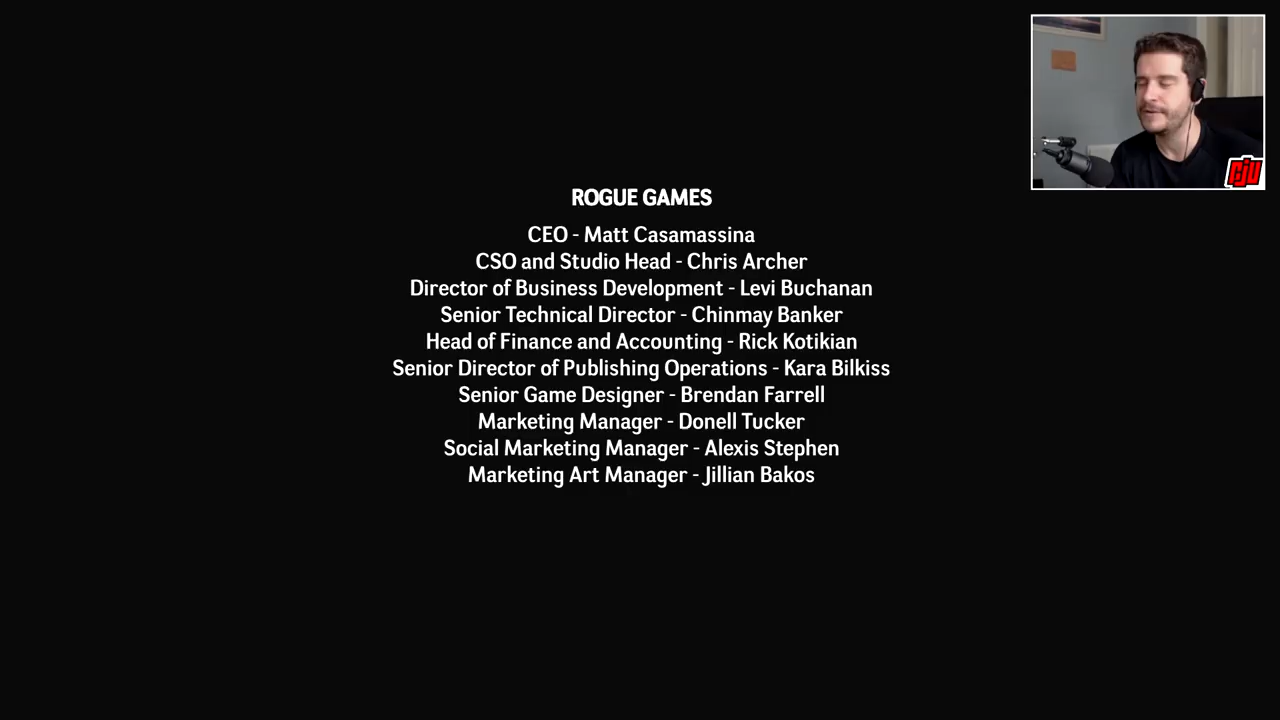 ROGUE GAMES
CEO - Matt Casamassina
CSO and Studio Head - Chris Archer
Director of Business Development - Levi Buchanan
Senior Technical Director - Chinmay Banker
Head of Finance and Accounting - Rick Kotikian
Senior Director of Publishing Operations - Kara Bilkiss
Senior Game Designer - Brendan Farrell
Marketing Manager - Donell Tucker
Social Marketing Manager - Alexis Stephen
Marketing Art Manager - Jillian Bakos
CJU